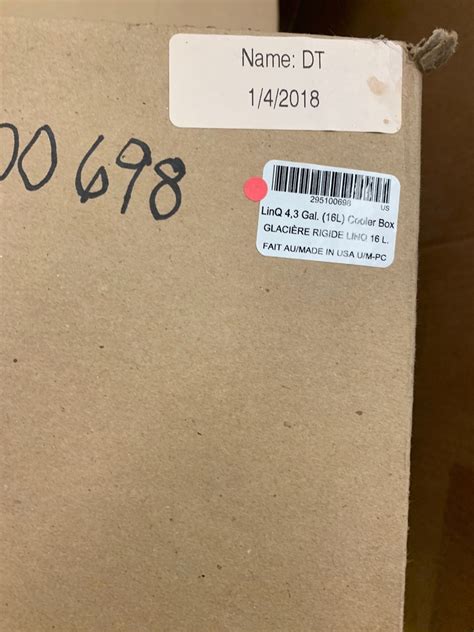 Name: DT
1/4/2018
00698
295100698
US
LinQ 4,3 Gal. (16L) Cooler Box
GLACIÈRE RIGIDE LINQ 16 L.
FAIT AU/MADE IN USA U/M-PC